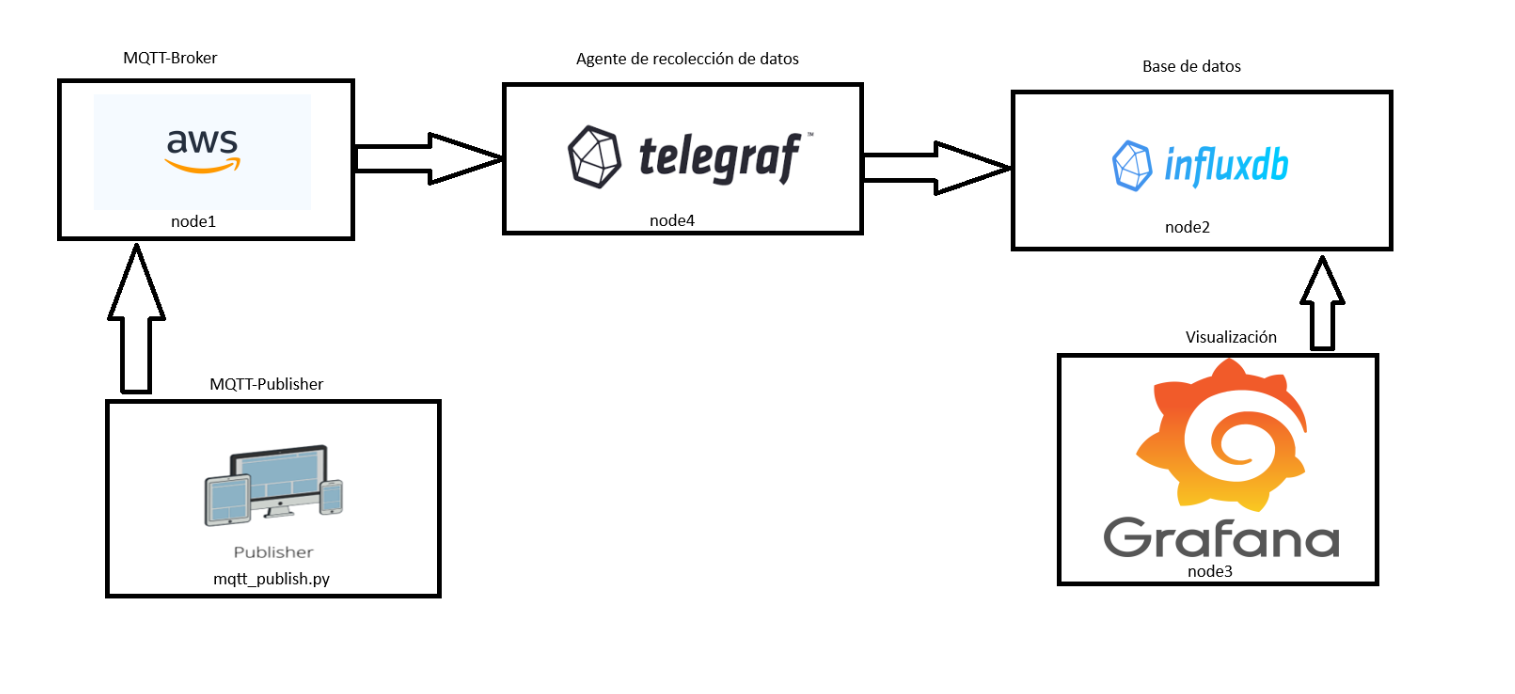 MQTT-Broker
aws
node1
Agente de recolección de datos
telegraf™
node4
Base de datos
influxdb
node2
MQTT-Publisher
Publisher
mqtt_publish.py
Visualización
Grafana
node3